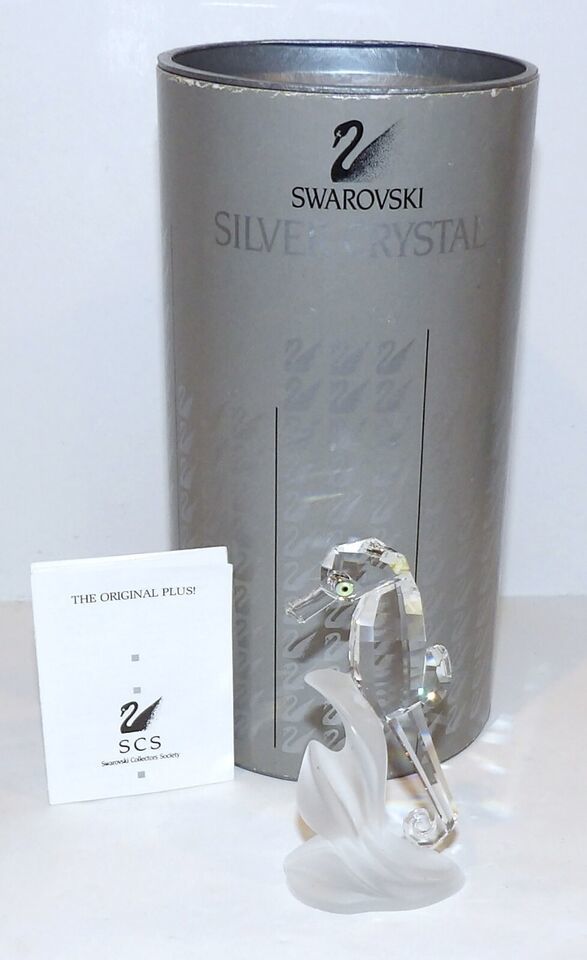 SWAROVSKI
SILVER CRYSTAL
THE ORIGINAL PLUS!
SCS
Swarovski Collectors Society